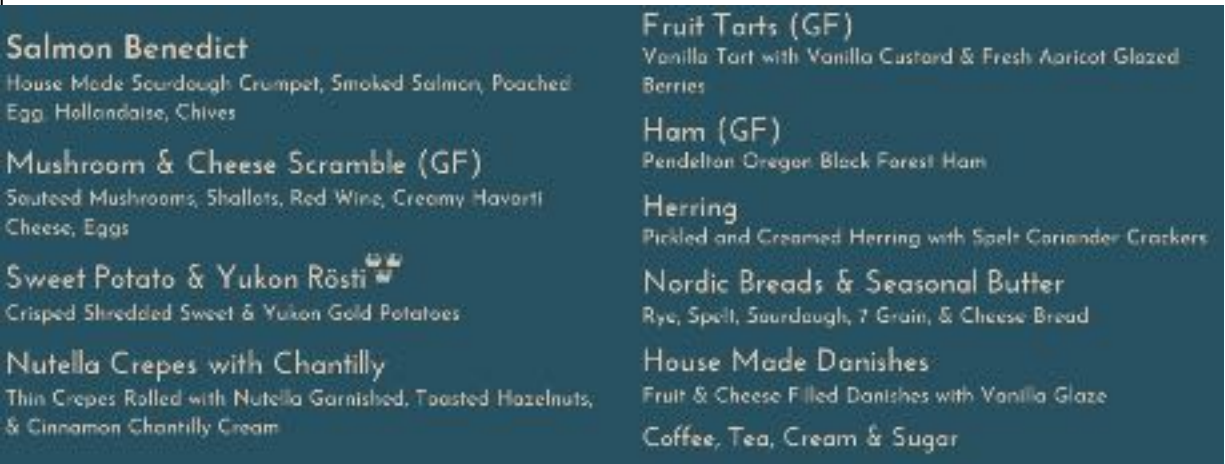 Salmon Benedict
House Made Sourdough Crumpet, Smoked Salmon, Poached
Egg, Hollandaise, Chives
Mushroom & Cheese Scramble (GF)
Sauteed Mushrooms, Shallots, Red Wine, Creamy Havarti
Cheese, Eggs
Sweet Potato & Yukon Rösti
Crisped Shredded Sweet & Yukon Gold Potatoes
Nutella Crepes with Chantilly
Thin Crepes Rolled with Nutella Garnished, Toasted Hazelnuts,
& Cinnamon Chantilly Cream
Fruit Tarts (GF)
Vanilla Tart with Vanilla Custard & Fresh Apricot Glazed
Berries
Ham (GF)
Pendelton Oregon Black Forest Ham
Herring
Pickled and Creamed Herring with Spelt Coriander Crackers
Nordic Breads & Seasonal Butter
Rye, Spelt, Sourdough, 7 Grain, & Cheese Bread
House Made Danishes
Fruit & Cheese Filled Danishes with Vanilla Glaze
Coffee, Tea, Cream & Sugar